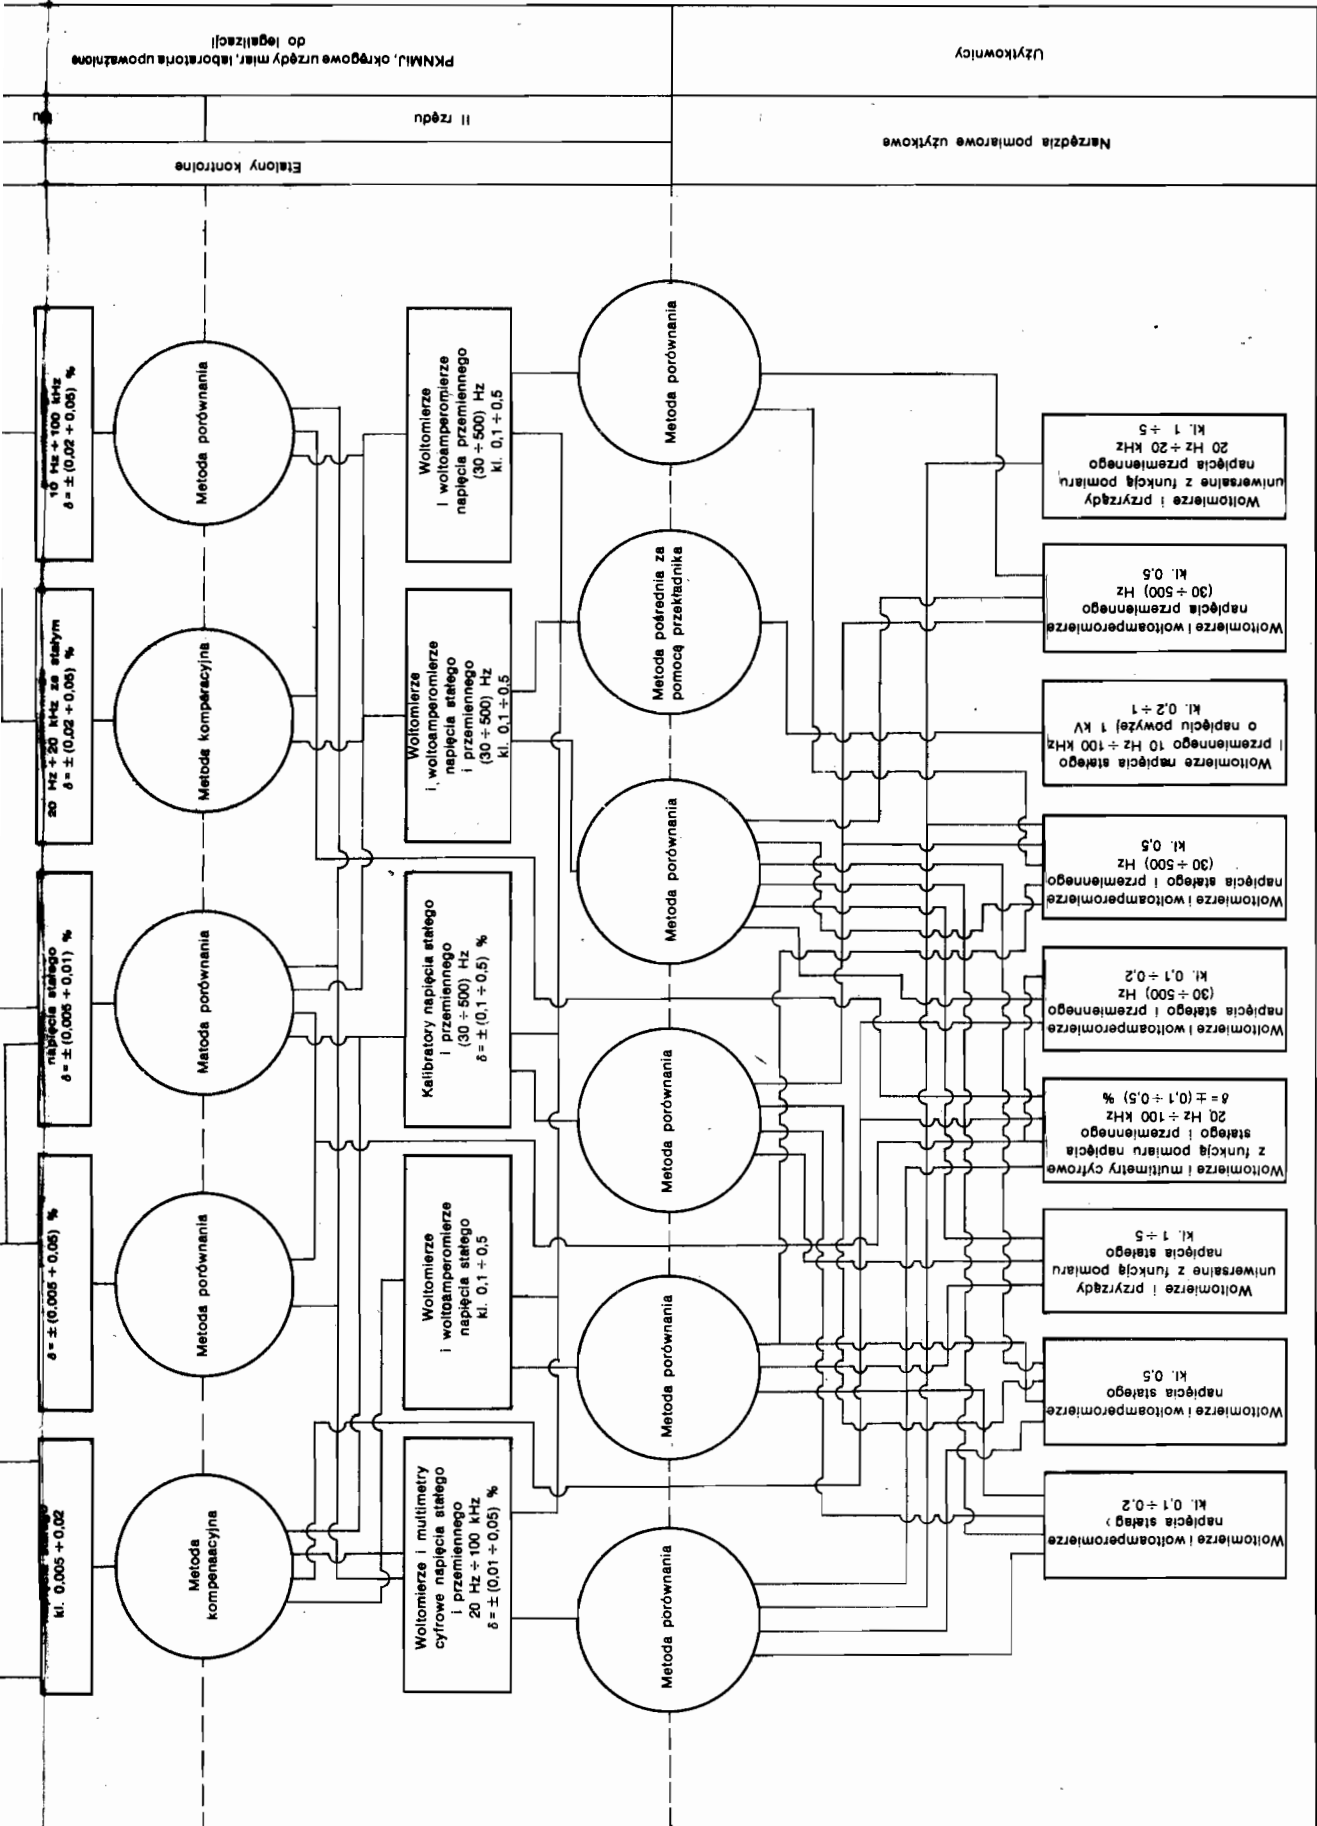 PKNMiJ, okręgowe urzędy miar, laboratoria upoważnione
do legalizacji
Użytkownicy
II rzędu
Etalony kontrolne
Narzędzia pomiarowe użytkowe
10 Hz ÷ 100 kHz
δ = ± (0,02 ÷ 0,05) %
20 Hz ÷ 20 kHz ze stałym
δ = ± (0,02 ÷ 0,05) %
napięcia stałego
δ = ± (0,005 ÷ 0,01) %
δ = ± (0,005 ÷ 0,05) %
kl. 0,005 ÷ 0,02
Metoda porównania
Metoda komparacyjna
Matoda porównania
Metoda porównania
Metoda
kompensacyjna
Woltomierze
i woltoamperomierze
napięcia przemiennego
(30 ÷ 500) Hz
kl. 0,1 ÷ 0,5
Woltomierze
i woltoamperomierze
napięcia stałego
i przemiennego
(30 ÷ 500) Hz
kl. 0,1 ÷ 0,5
Kalibratory napięcia stałego
i przemiennego
(30 ÷ 500) Hz
δ = ± (0,1 ÷ 0,5) %
Woltomierze
i woltoamperomierze
napięcia stałego
kl. 0,1 ÷ 0,5
Woltomierze i multimetry
cyfrowe napięcia stałego
i przemiennego
20 Hz ÷ 100 kHz
δ = ± (0,01 ÷ 0,05) %
Metoda porównania
Metoda pośrednia za
pomocą przekładnika
Metoda porównania
Metoda porównania
Metoda porównania
Metoda porównania
Woltomierze i przyrządy
uniwersalne z funkcją pomiaru
napięcia przemiennego
20 Hz ÷ 20 kHz
kl. 1 ÷ 5
Woltomierze i woltoamperomierze
napięcia przemiennego
(30 ÷ 500) Hz
kl. 0,5
Woltomierze napięcia stałego
i przemiennego 10 Hz ÷ 100 kHz
o napięciu powyżej 1 kV
kl. 0,2 ÷ 1
Woltomierze i woltoamperomierze
napięcia stałego i przemiennego
(30 ÷ 500) Hz
kl. 0,5
Woltomierze i woltoamperomierze
napięcia stałego i przemiennego
(30 ÷ 500) Hz
kl. 0,1 ÷ 0,2
Woltomierze i multimetry cyfrowe
z funkcją pomiaru napięcia
stałego i przemiennego
20 Hz ÷ 100 kHz
δ = ± (0,1 ÷ 0,5) %
Woltomierze i przyrządy
uniwersalne z funkcją pomiaru
napięcia stałego
kl. 1 ÷ 5
Woltomierze i woltoamperomierze
napięcia stałego
kl. 0,5
Woltomierze i woltoamperomierze
napięcia stałag
kl. 0,1 ÷ 0,2